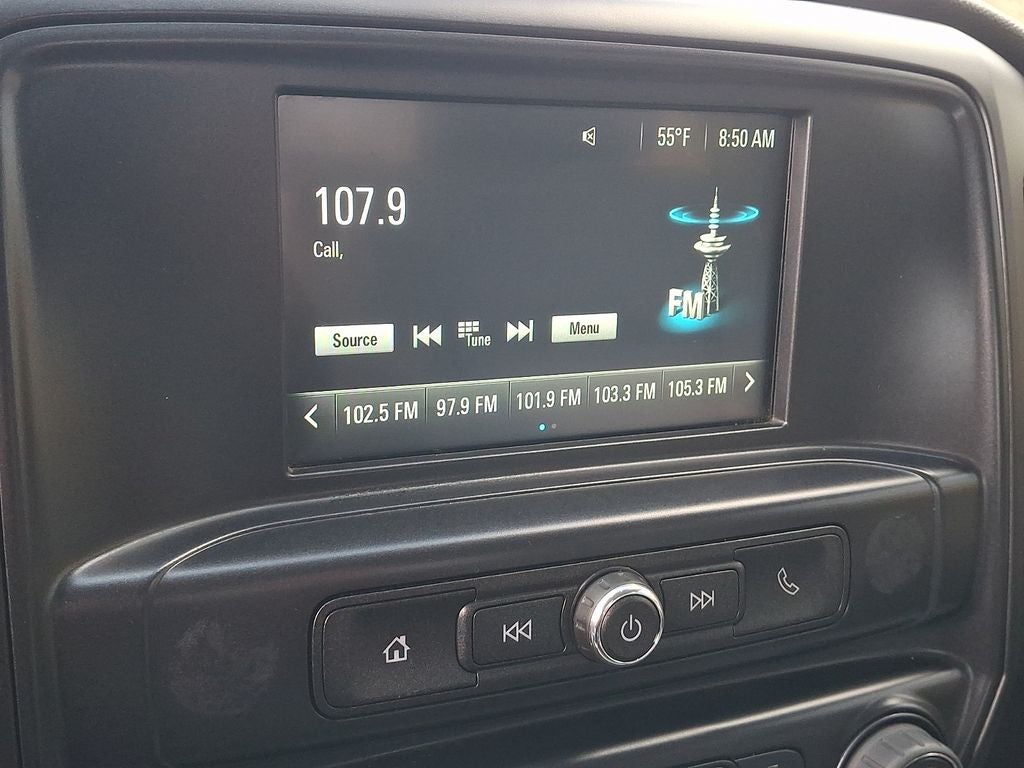 55°F 8:50 AM
107.9
Call,
FM
Source Tune Menu
102.5 FM 97.9 FM 101.9 FM 103.3 FM 105.3 FM